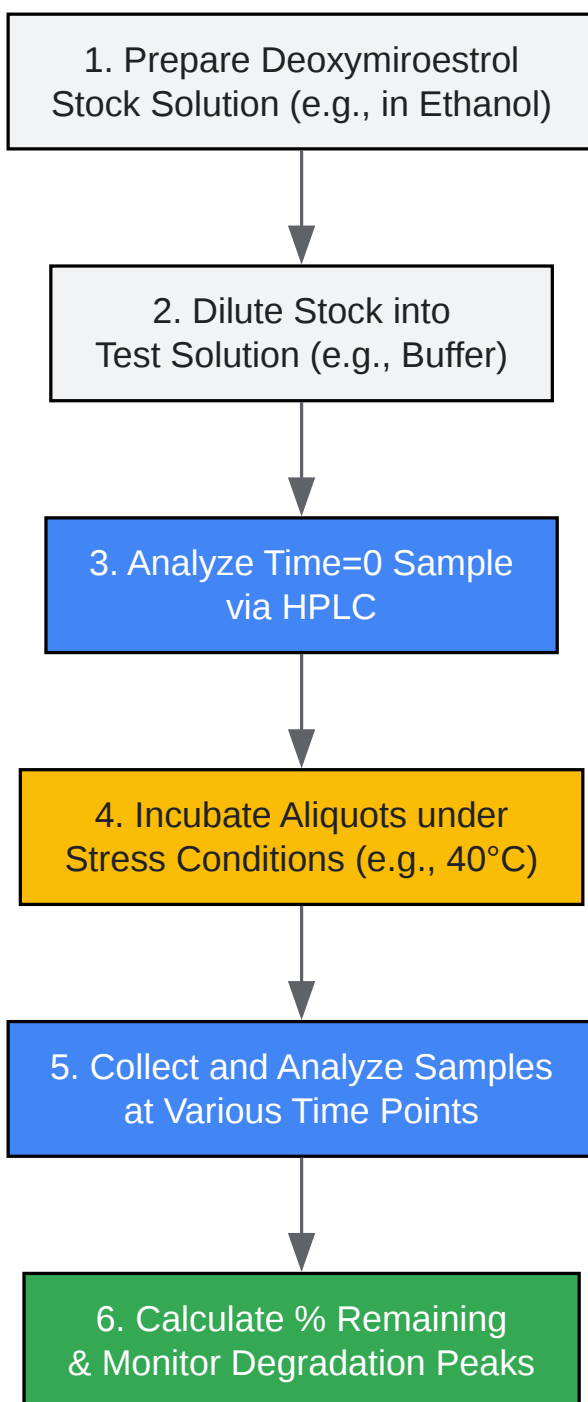 1. Prepare Deoxymiroestrol
Stock Solution (e.g., in Ethanol)
2. Dilute Stock into
Test Solution (e.g., Buffer)
3. Analyze Time=0 Sample
via HPLC
4. Incubate Aliquots under
Stress Conditions (e.g., 40°C)
5. Collect and Analyze Samples
at Various Time Points
6. Calculate % Remaining
& Monitor Degradation Peaks